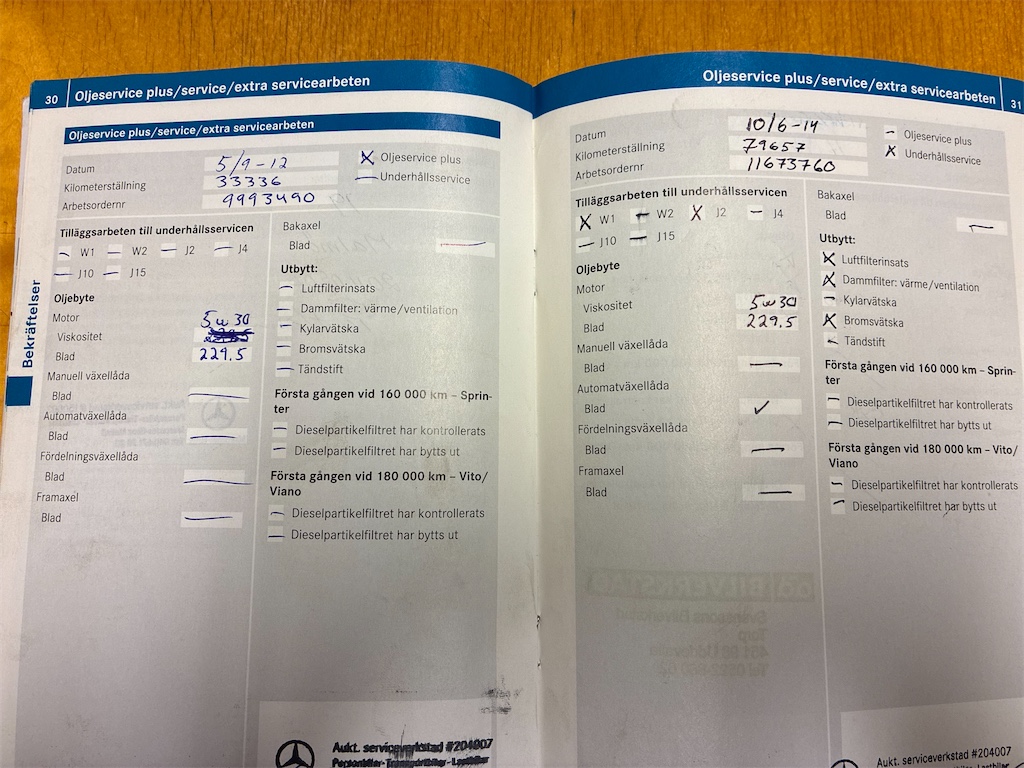 30 Oljeservice plus/service/extra servicearbeten
Oljeservice plus/service/extra servicearbeten
Datum 5/9-12
Kilometerställning 33336
Arbetsordernr 9993490
X Oljeservice plus
— Underhållsservice
Tilläggsarbeten till underhållsservicen
— W1 — W2 — J2 — J4
— J10 — J15
Oljebyte
Motor
Viskositet 5w30
Blad 229.5
Manuell växellåda
Blad —
Automatväxellåda
Blad —
Fördelningsväxellåda
Blad —
Framaxel
Blad —
Bakaxel
Blad —
Utbytt:
— Luftfilterinsats
— Dammfilter: värme/ventilation
— Kylarvätska
— Bromsvätska
— Tändstift
Första gången vid 160 000 km – Sprin-
ter
— Dieselpartikelfiltret har kontrollerats
— Dieselpartikelfiltret har bytts ut
Första gången vid 180 000 km – Vito/
Viano
— Dieselpartikelfiltret har kontrollerats
— Dieselpartikelfiltret har bytts ut
Bekräftelser
Aukt. serviceverkstad #204007
Personbilar-Transportbilar-Lastbilar
Oljeservice plus/service/extra servicearbeten 31
Datum 10/6-14
Kilometerställning 79657
Arbetsordernr 11673760
— Oljeservice plus
X Underhållsservice
Tilläggsarbeten till underhållsservicen
X W1 — W2 X J2 — J4
— J10 — J15
Oljebyte
Motor
Viskositet 5w30
Blad 229.5
Manuell växellåda
Blad —
Automatväxellåda
Blad ✓
Fördelningsväxellåda
Blad —
Framaxel
Blad —
Bakaxel
Blad —
Utbytt:
X Luftfilterinsats
X Dammfilter: värme/ventilation
— Kylarvätska
X Bromsvätska
— Tändstift
Första gången vid 160 000 km – Sprin-
ter
— Dieselpartikelfiltret har kontrollerats
— Dieselpartikelfiltret har bytts ut
Första gången vid 180 000 km – Vito/
Viano
— Dieselpartikelfiltret har kontrollerats
— Dieselpartikelfiltret har bytts ut
Aukt. serviceverkstad #204007